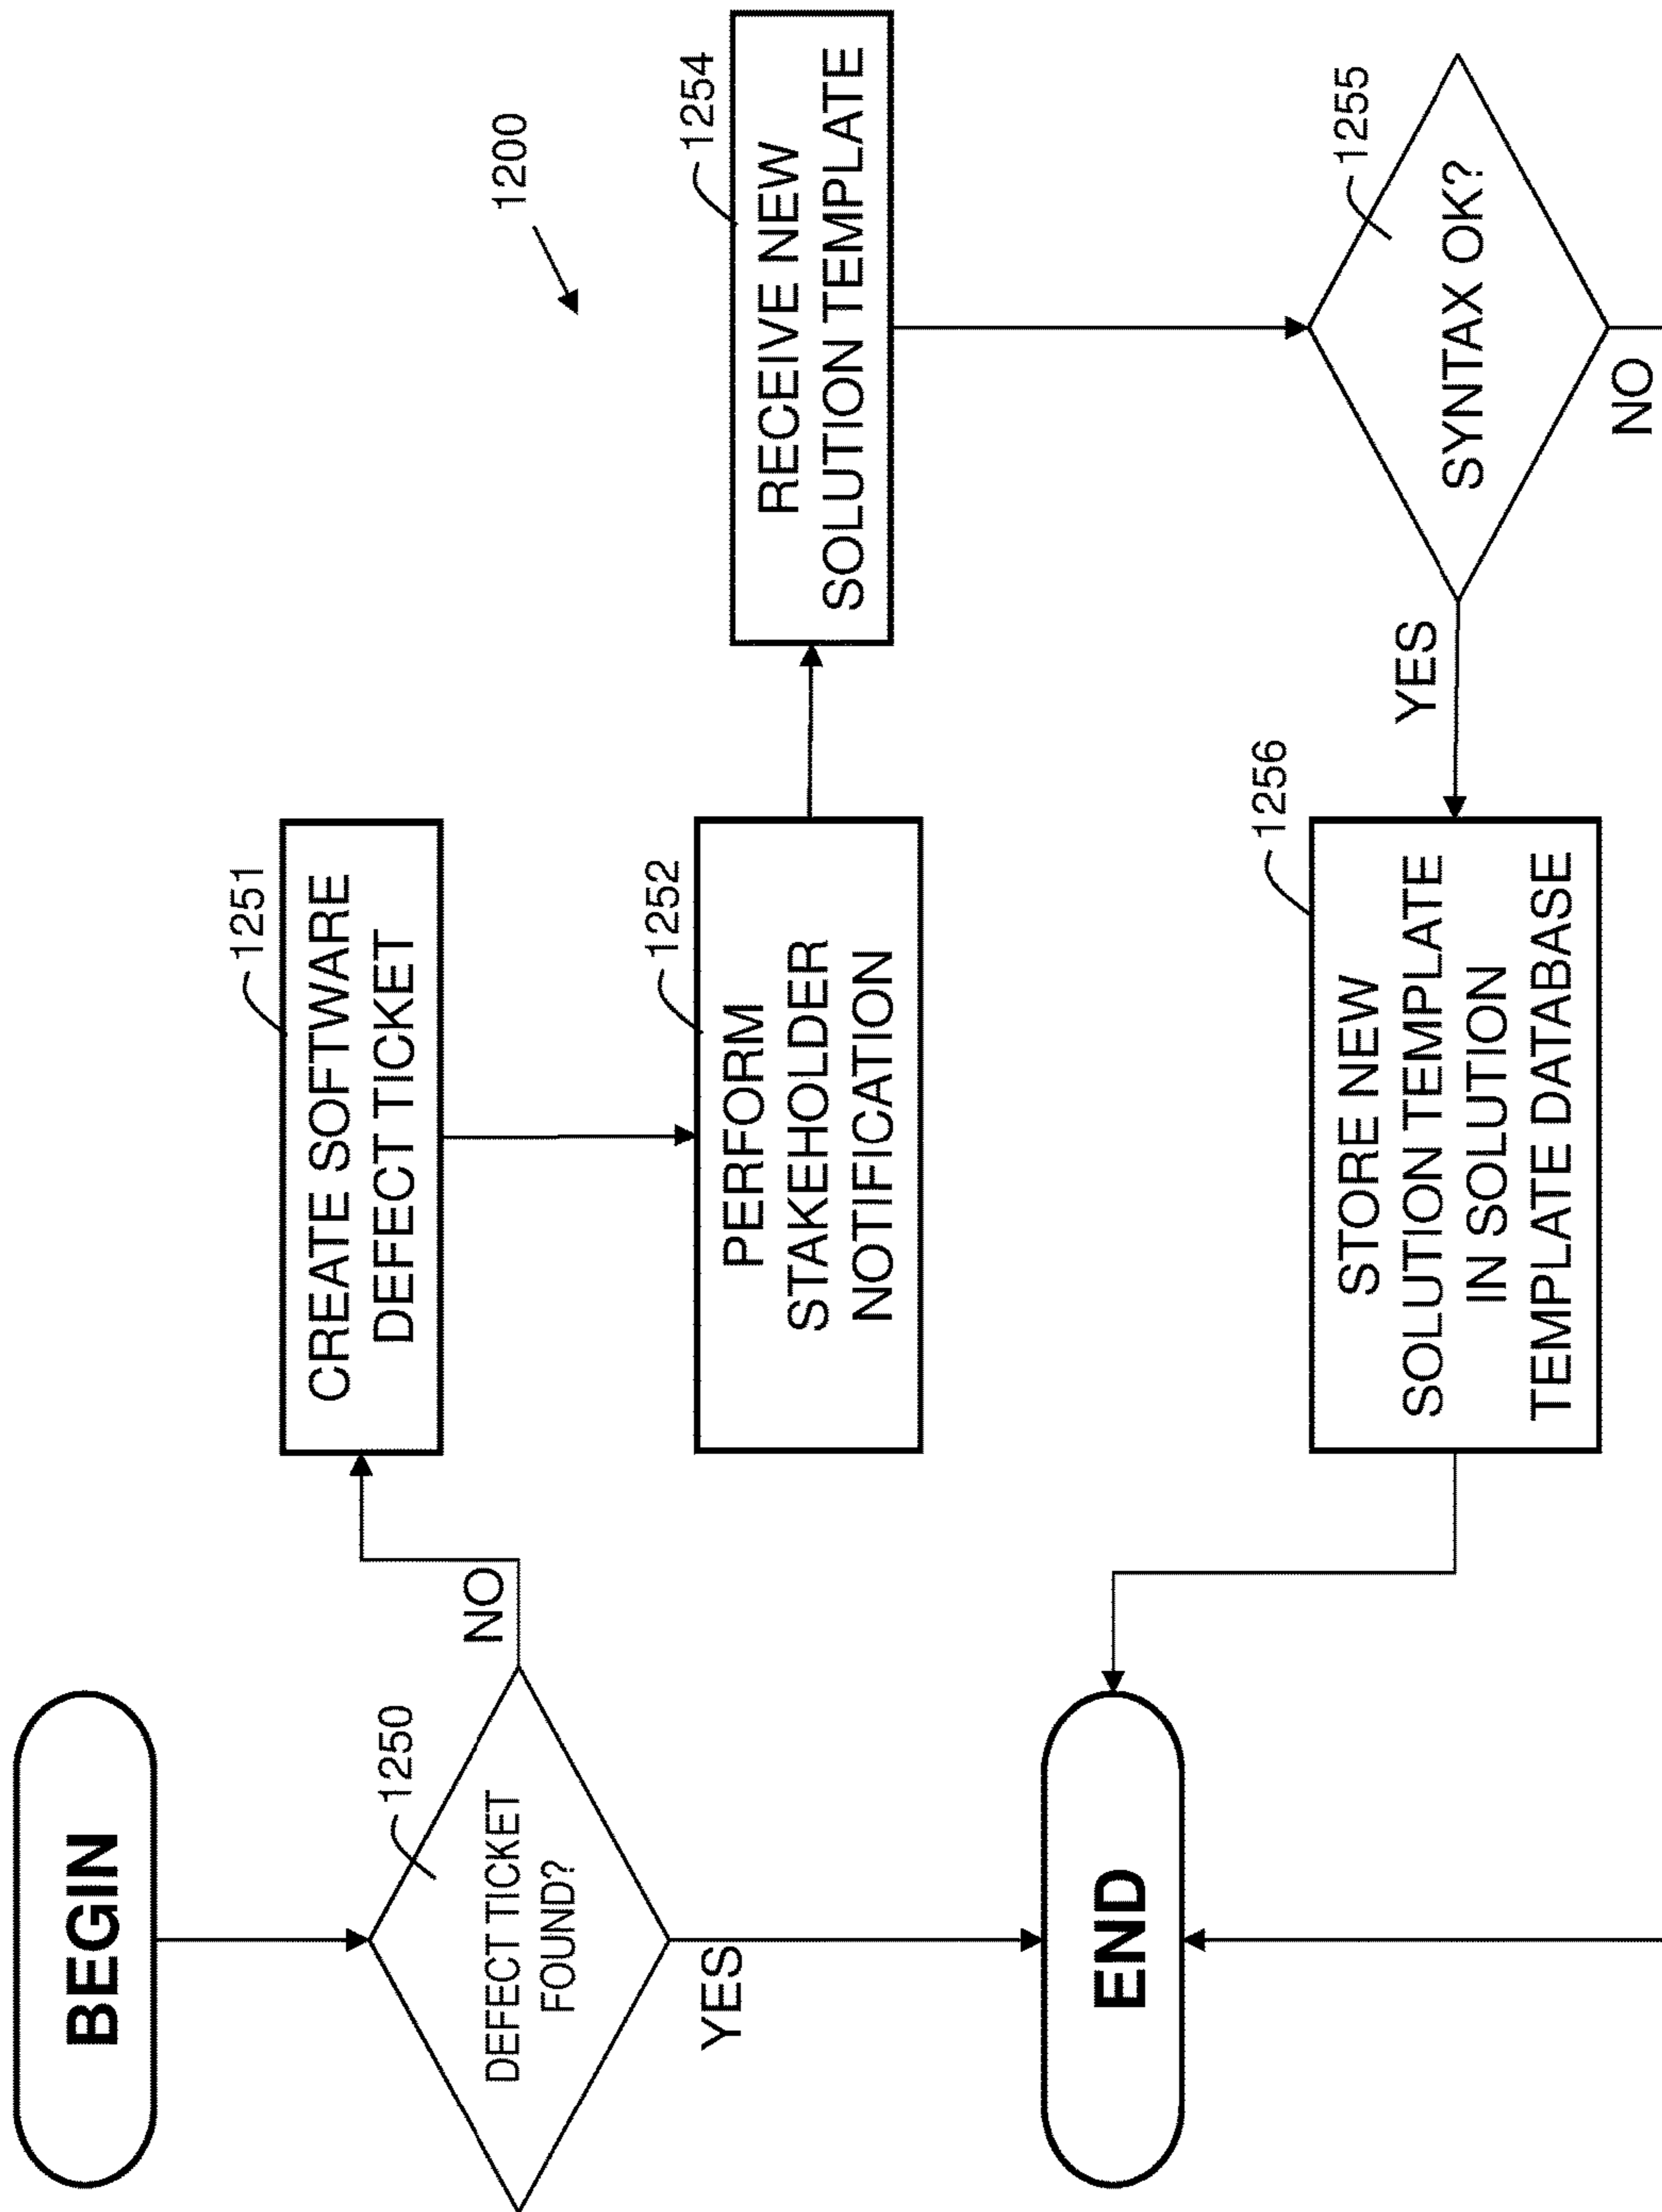 BEGIN
1250
DEFECT TICKET
FOUND?
NO
YES
1251
CREATE SOFTWARE
DEFECT TICKET
1252
PERFORM
STAKEHOLDER
NOTIFICATION
1200
1254
RECEIVE NEW
SOLUTION TEMPLATE
1255
SYNTAX OK?
YES
NO
1256
STORE NEW
SOLUTION TEMPLATE
IN SOLUTION
TEMPLATE DATABASE
END